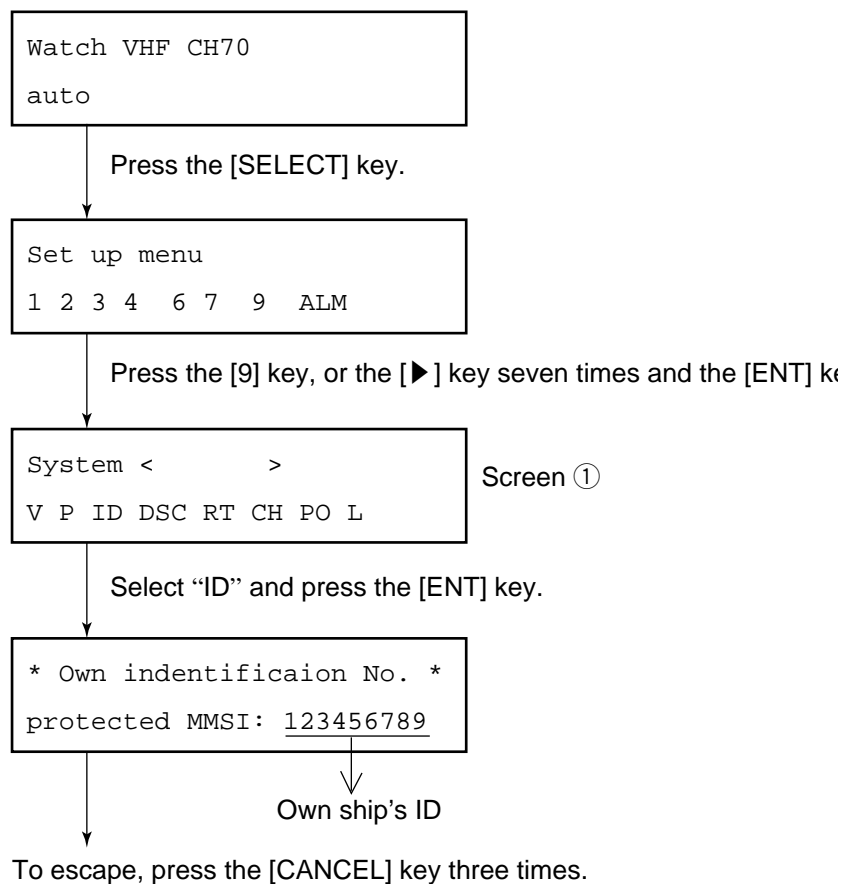 Watch VHF CH70
auto
Press the [SELECT] key.
Set up menu
1 2 3 4 6 7 9 ALM
Press the [9] key, or the [▶] key seven times and the [ENT]
System < >
Screen ①
V P ID DSC RT CH PO L
Select “ID” and press the [ENT] key.
* Own indentificaion No. *
protected MMSI: 123456789
Own ship's ID
To escape, press the [CANCEL] key three times.